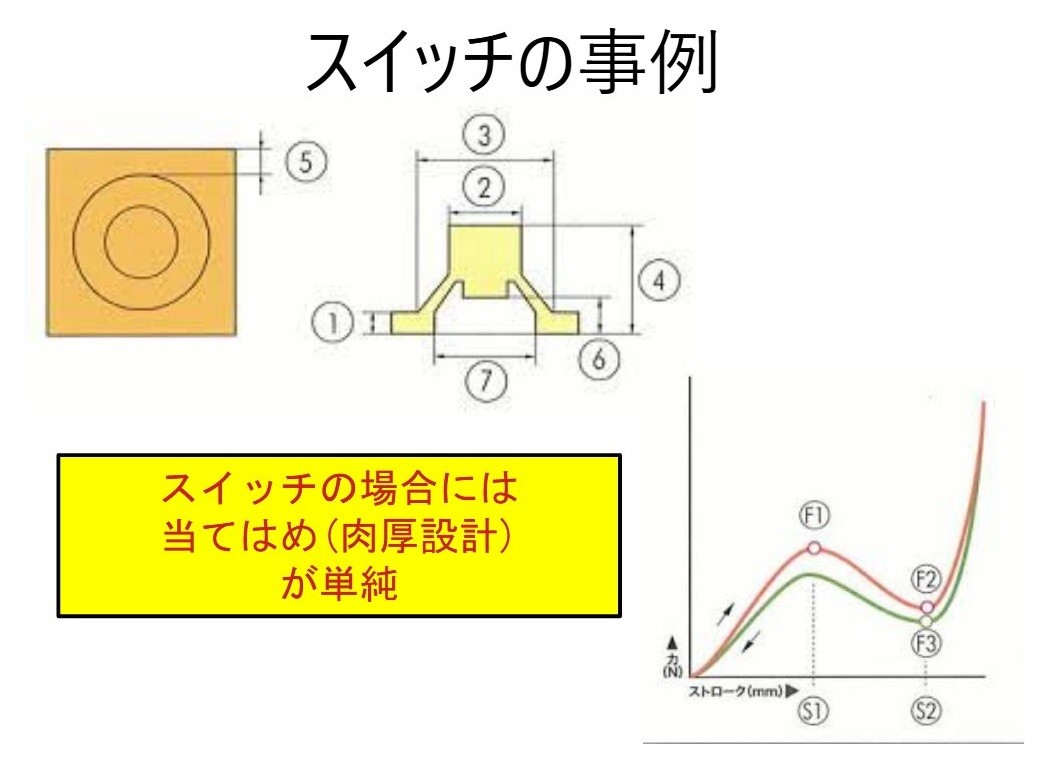 スイッチの事例
⑤
③
②
④
①
⑥
⑦
スイッチの場合には
当てはめ(肉厚設計)
が単純
F1
F2
F3
▲
力
(N)
ストローク(mm)▶
S1
S2